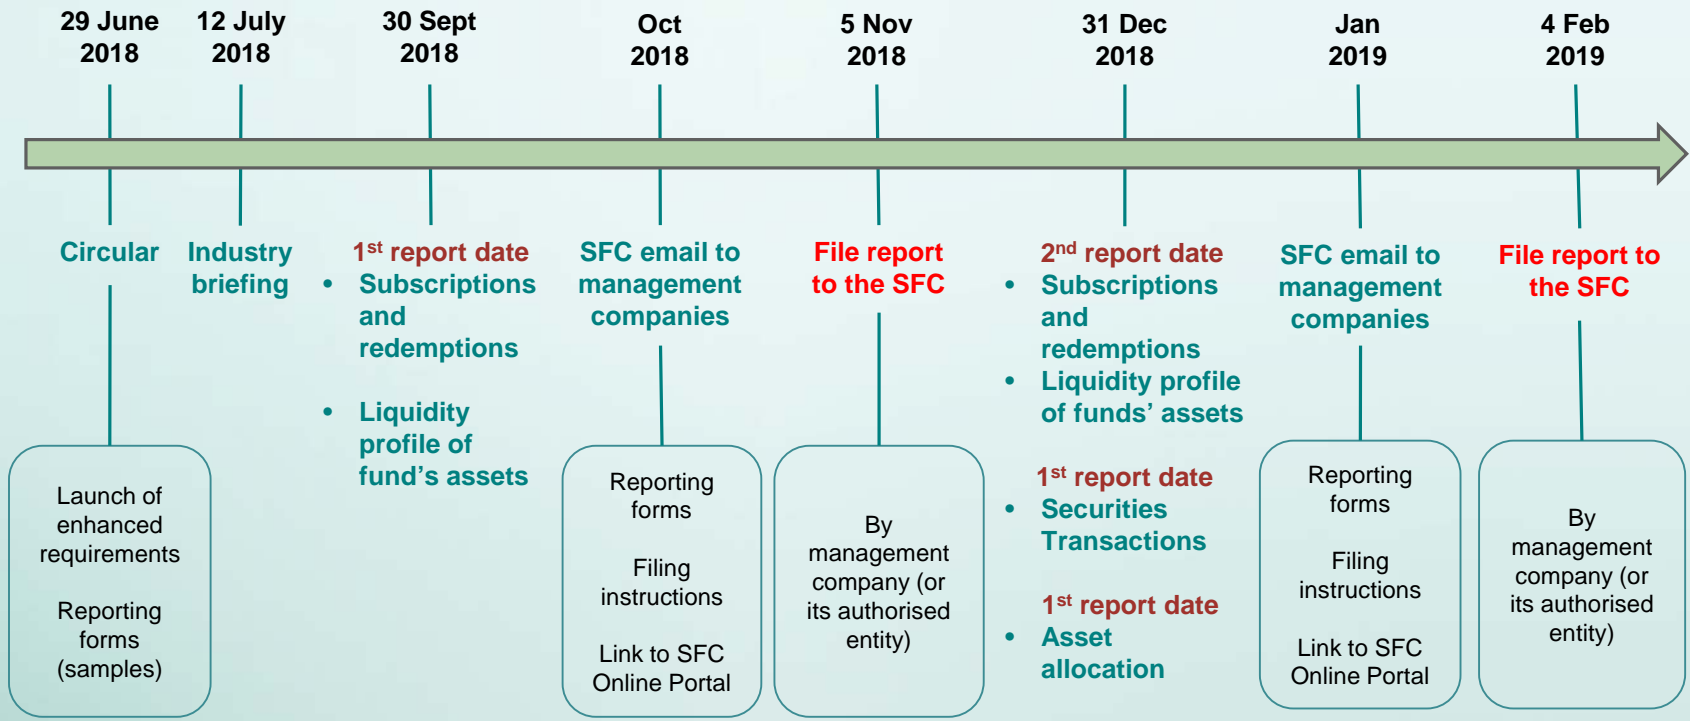 29 June
2018
12 July
2018
30 Sept
2018
Oct
2018
5 Nov
2018
31 Dec
2018
Jan
2019
4 Feb
2019
Circular
Launch of
enhanced
requirements
Reporting
forms
(samples)
Industry
briefing
1st report date
• Subscriptions
and
redemptions
• Liquidity
profile of
fund’s assets
SFC email to
management
companies
Reporting
forms
Filing
instructions
Link to SFC
Online Portal
File report
to the SFC
By
management
company (or
its authorised
entity)
2nd report date
• Subscriptions
and
redemptions
• Liquidity profile
of funds’ assets
1st report date
• Securities
Transactions
1st report date
• Asset
allocation
SFC email to
management
companies
Reporting
forms
Filing
instructions
Link to SFC
Online Portal
File report to
the SFC
By
management
company (or
its authorised
entity)